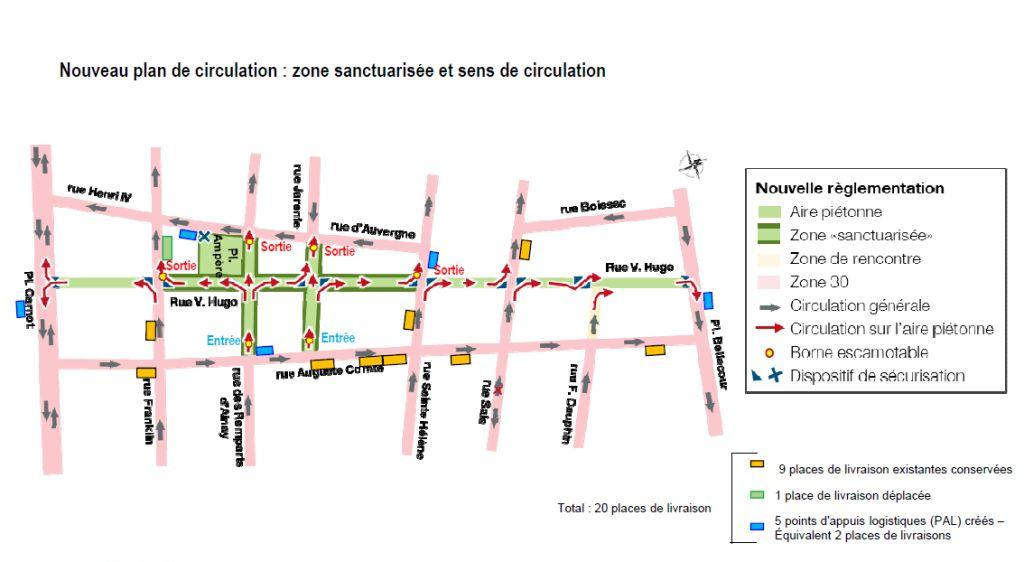 Nouveau plan de circulation : zone sanctuarisée et sens de circulation
rue Henri IV
rue Jarente
rue d'Auvergne
rue Boissac
Pl. Ampère
Sortie
Sortie
Sortie
Sortie
Rue V. Hugo
Rue V. Hugo
Pl. Carnot
Entrée
Entrée
Pl. Bellecour
rue Auguste Comte
rue Franklin
rue des Remparts
d'Ainay
rue Sainte Hélène
rue Sala
rue F. Dauphin
Nouvelle règlementation
Aire piétonne
Zone «sanctuarisée»
Zone de rencontre
Zone 30
Circulation générale
Circulation sur l'aire piétonne
Borne escamotable
Dispositif de sécurisation
Total : 20 places de livraison
9 places de livraison existantes conservées
1 place de livraison déplacée
5 points d'appuis logistiques (PAL) créés –
Équivalent 2 places de livraisons